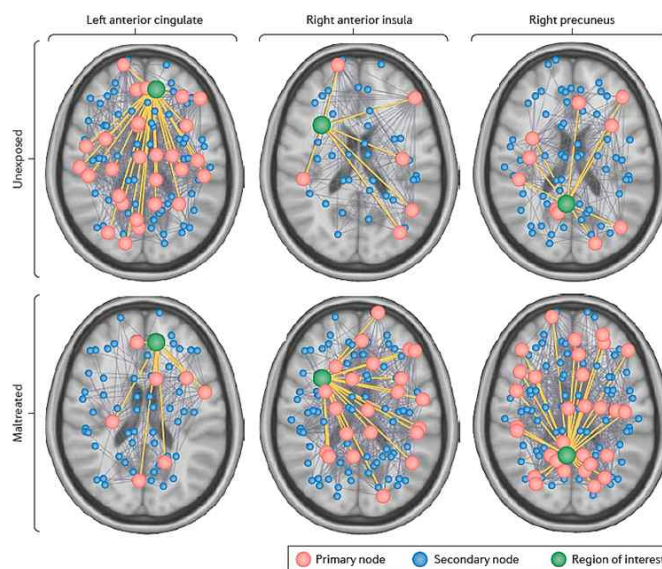 Left anterior cingulate
Right anterior insula
Right precuneus
Unexposed
Maltreated
Primary node
Secondary node
Region of interest